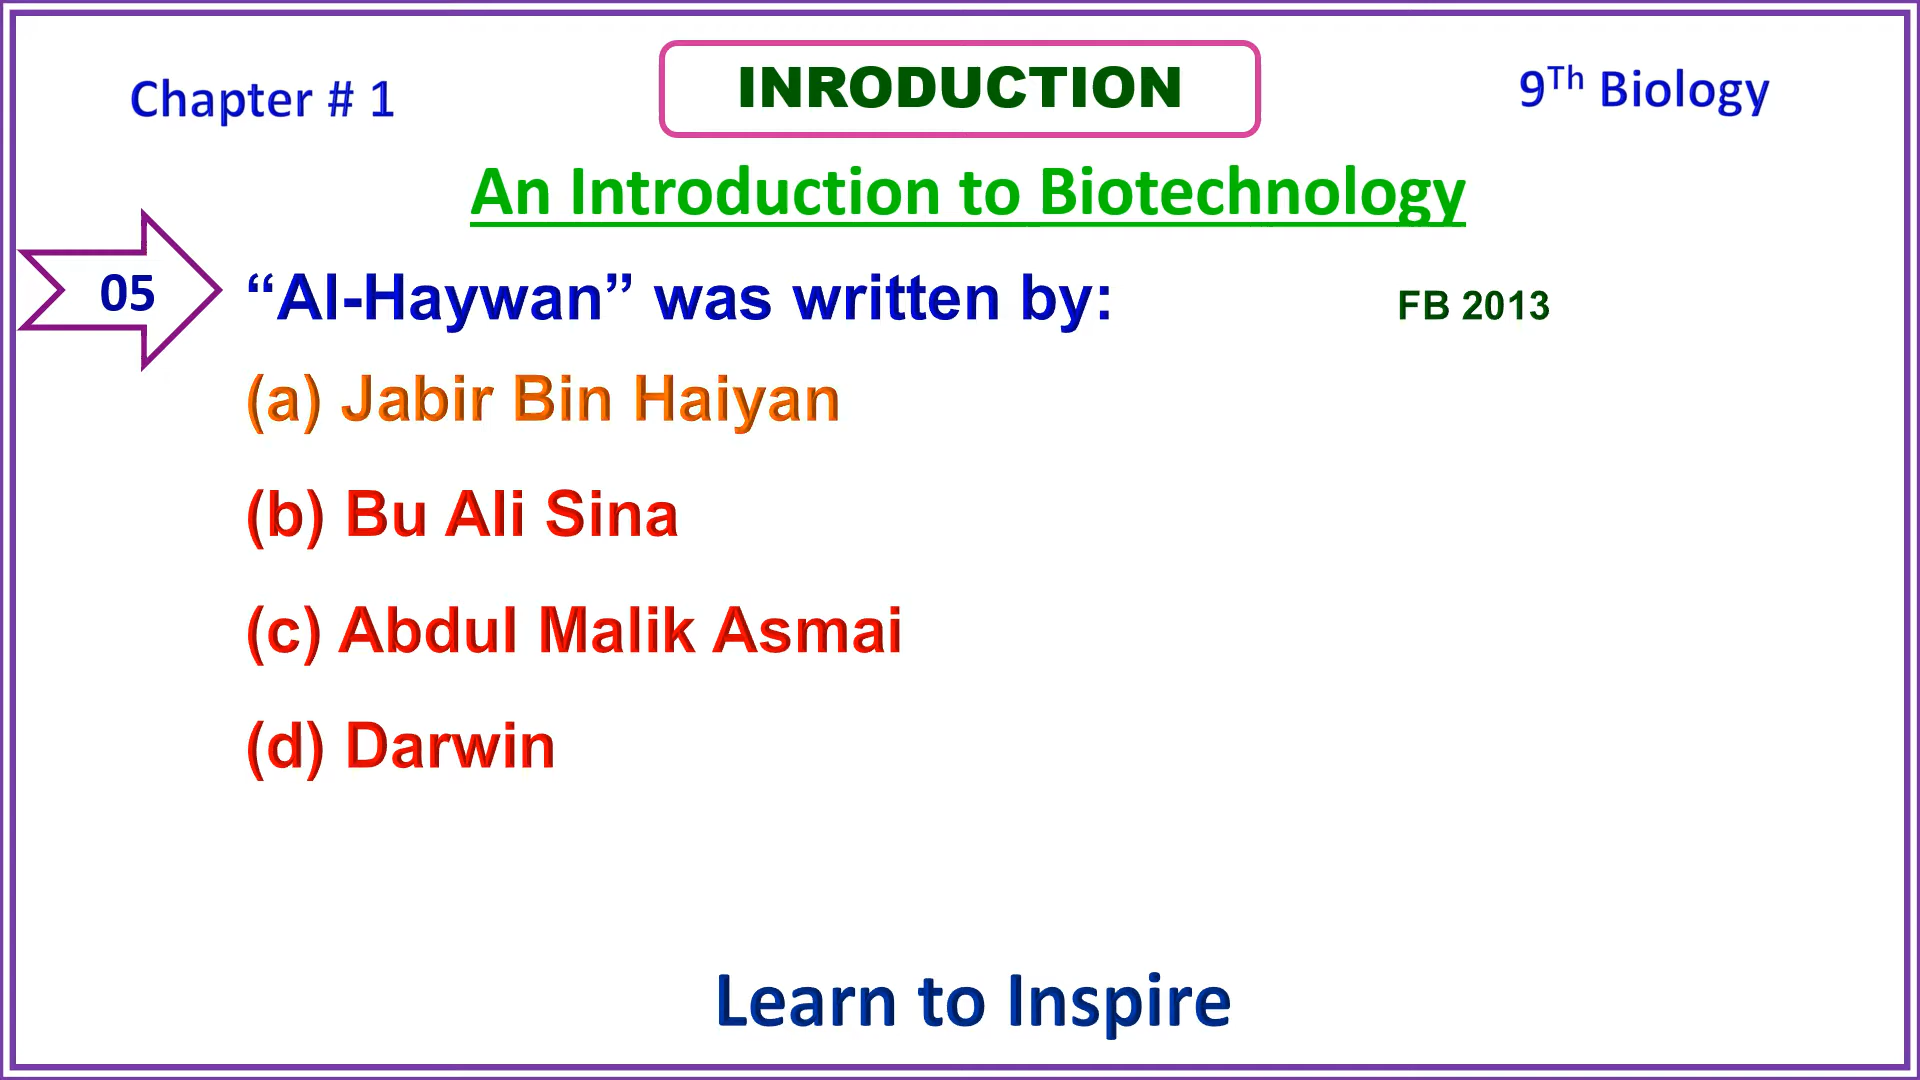 Chapter # 1
INRODUCTION
9Th Biology
An Introduction to Biotechnology
05
“Al-Haywan” was written by:
FB 2013
(a) Jabir Bin Haiyan
(b) Bu Ali Sina
(c) Abdul Malik Asmai
(d) Darwin
Learn to Inspire